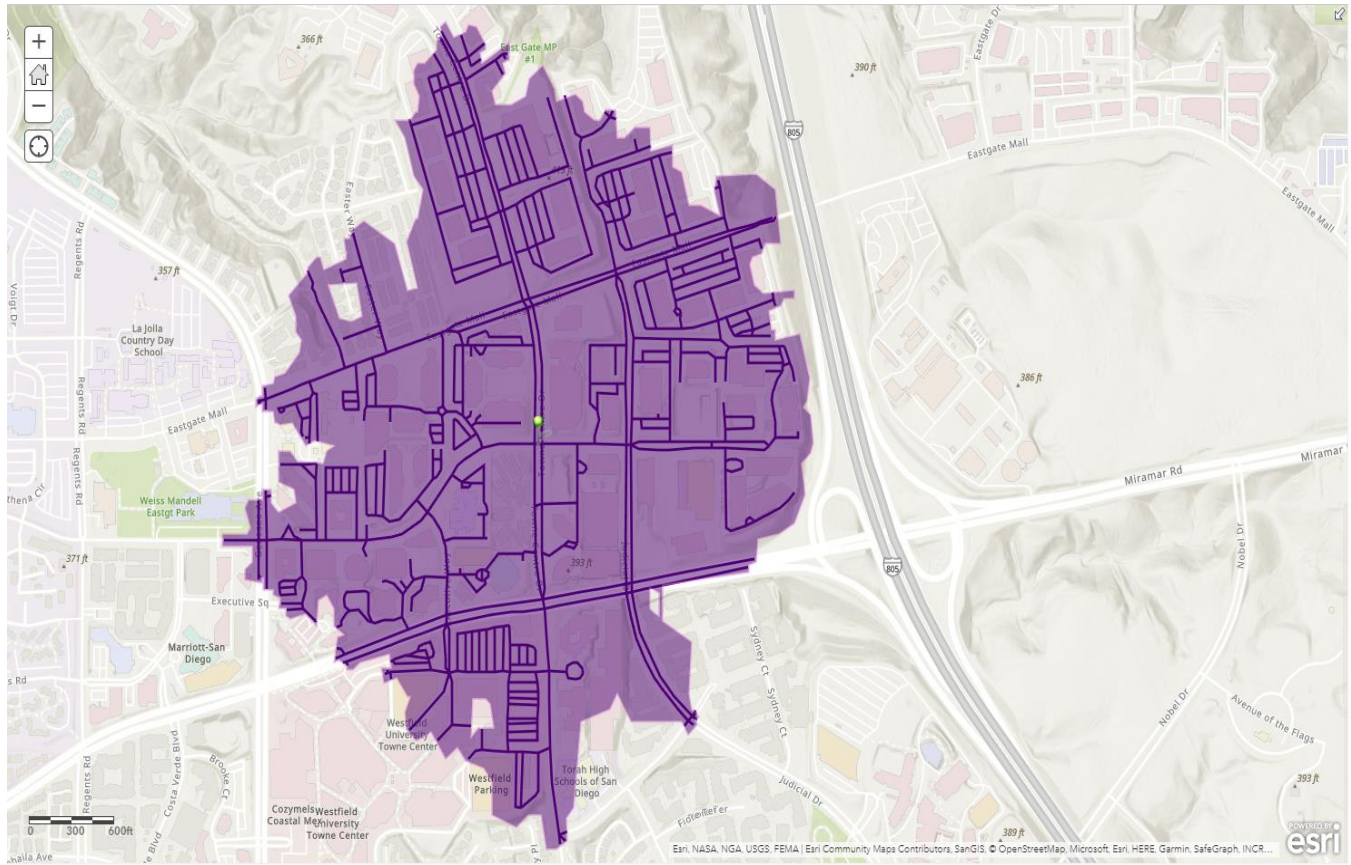 +
−
366 ft
East Gate MP
#1
390 ft
Eastgate Dr
805
Eastgate Mall
Eastgate Mall
Easter Wa
Regents Rd
357 ft
Voigt Dr
La Jolla
Country Day
School
386 ft
Regents Rd
Eastgate Mall
Regents Rd
Miramar Rd
Miramar
thena Cir
Weiss Mandell
Eastgt Park
371 ft
393 ft
805
Nobel Dr
Executive Sq
Marriott-San
Diego
s Rd
Sydney Ct
Sydney Ct
Nobel Dr
Avenue of the Flags
Westfield
University
Towne Center
Costa Verde Blvd
Regents Rd
Brooke Ct
Westfield
Parking
Torah High
Schools of San
Diego
Judicial Dr
393 ft
Cozymels
Coastal Mex
Westfield
University
Towne Center
389 ft
0 300 600ft
Esri, NASA, NGA, USGS, FEMA | Esri Community Maps Contributors, SanGIS, © OpenStreetMap, Microsoft, Esri, HERE, Garmin, SafeGraph, INCR...
POWERED BY
esri